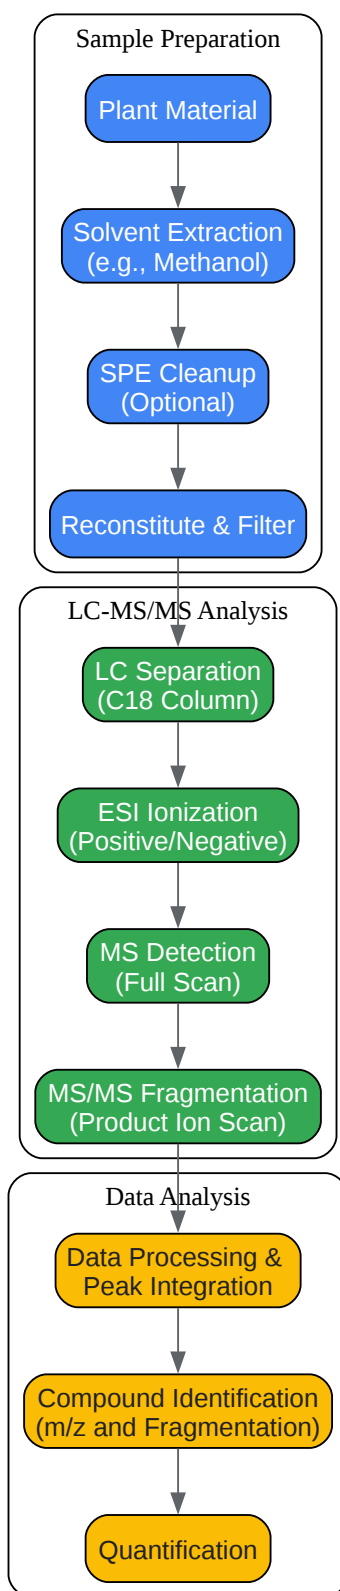 Sample Preparation
Plant Material
Solvent Extraction
(e.g., Methanol)
SPE Cleanup
(Optional)
Reconstitute & Filter
LC-MS/MS Analysis
LC Separation
(C18 Column)
ESI Ionization
(Positive/Negative)
MS Detection
(Full Scan)
MS/MS Fragmentation
(Product Ion Scan)
Data Analysis
Data Processing &
Peak Integration
Compound Identification
(m/z and Fragmentation)
Quantification